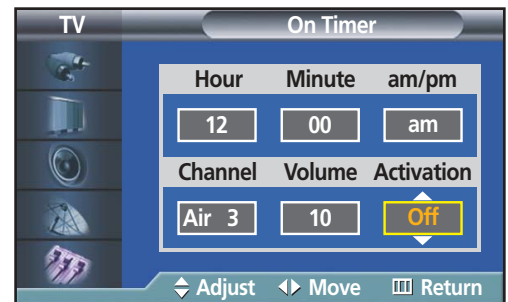 TV On Timer
Hour Minute am/pm
12 00 am
Channel Volume Activation
Air 3 10 Off
Adjust Move Return